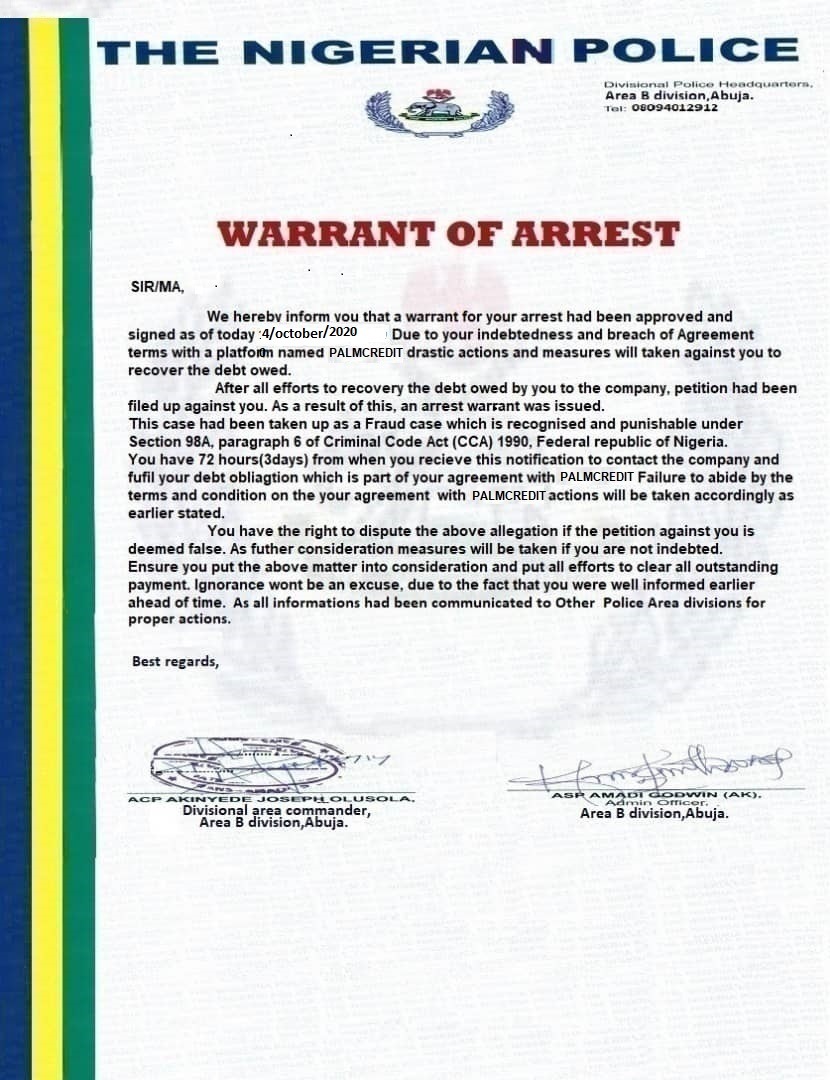 THE NIGERIAN POLICE
Divisional Police Headquarters,
Area B division,Abuja.
Tel: 08094012912
WARRANT OF ARREST
SIR/MA,
We hereby inform you that a warrant for your arrest had been approved and
signed as of today :4/october/2020 Due to your indebtedness and breach of Agreement
terms with a platform named PALMCREDIT drastic actions and measures will taken against you to
recover the debt owed.
After all efforts to recovery the debt owed by you to the company, petition had been
filed up against you. As a result of this, an arrest warrant was issued.
This case had been taken up as a Fraud case which is recognised and punishable under
Section 98A, paragraph 6 of Criminal Code Act (CCA) 1990, Federal republic of Nigeria.
You have 72 hours(3days) from when you recieve this notification to contact the company and
fufil your debt obliagtion which is part of your agreement with PALMCREDIT Failure to abide by the
terms and condition on the your agreement with PALMCREDIT actions will be taken accordingly as
earlier stated.
You have the right to dispute the above allegation if the petition against you is
deemed false. As futher consideration measures will be taken if you are not indebted.
Ensure you put the above matter into consideration and put all efforts to clear all outstanding
payment. Ignorance wont be an excuse, due to the fact that you were well informed earlier
ahead of time. As all informations had been communicated to Other Police Area divisions for
proper actions.
Best regards,
ACP AKINYEDE JOSEPH OLUSOLA.
Divisional area commander,
Area B division,Abuja.
ASP AMADI GODWIN (AK).
Admin Officer.
Area B division,Abuja.